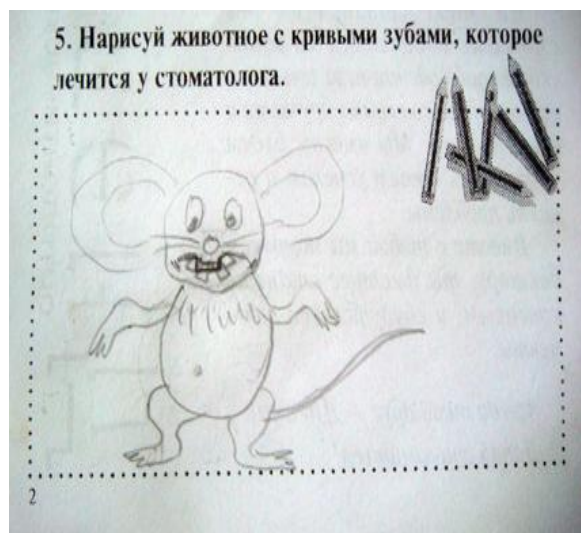 5. Нарисуй животное с кривыми зубами, которое
лечится у стоматолога.
2